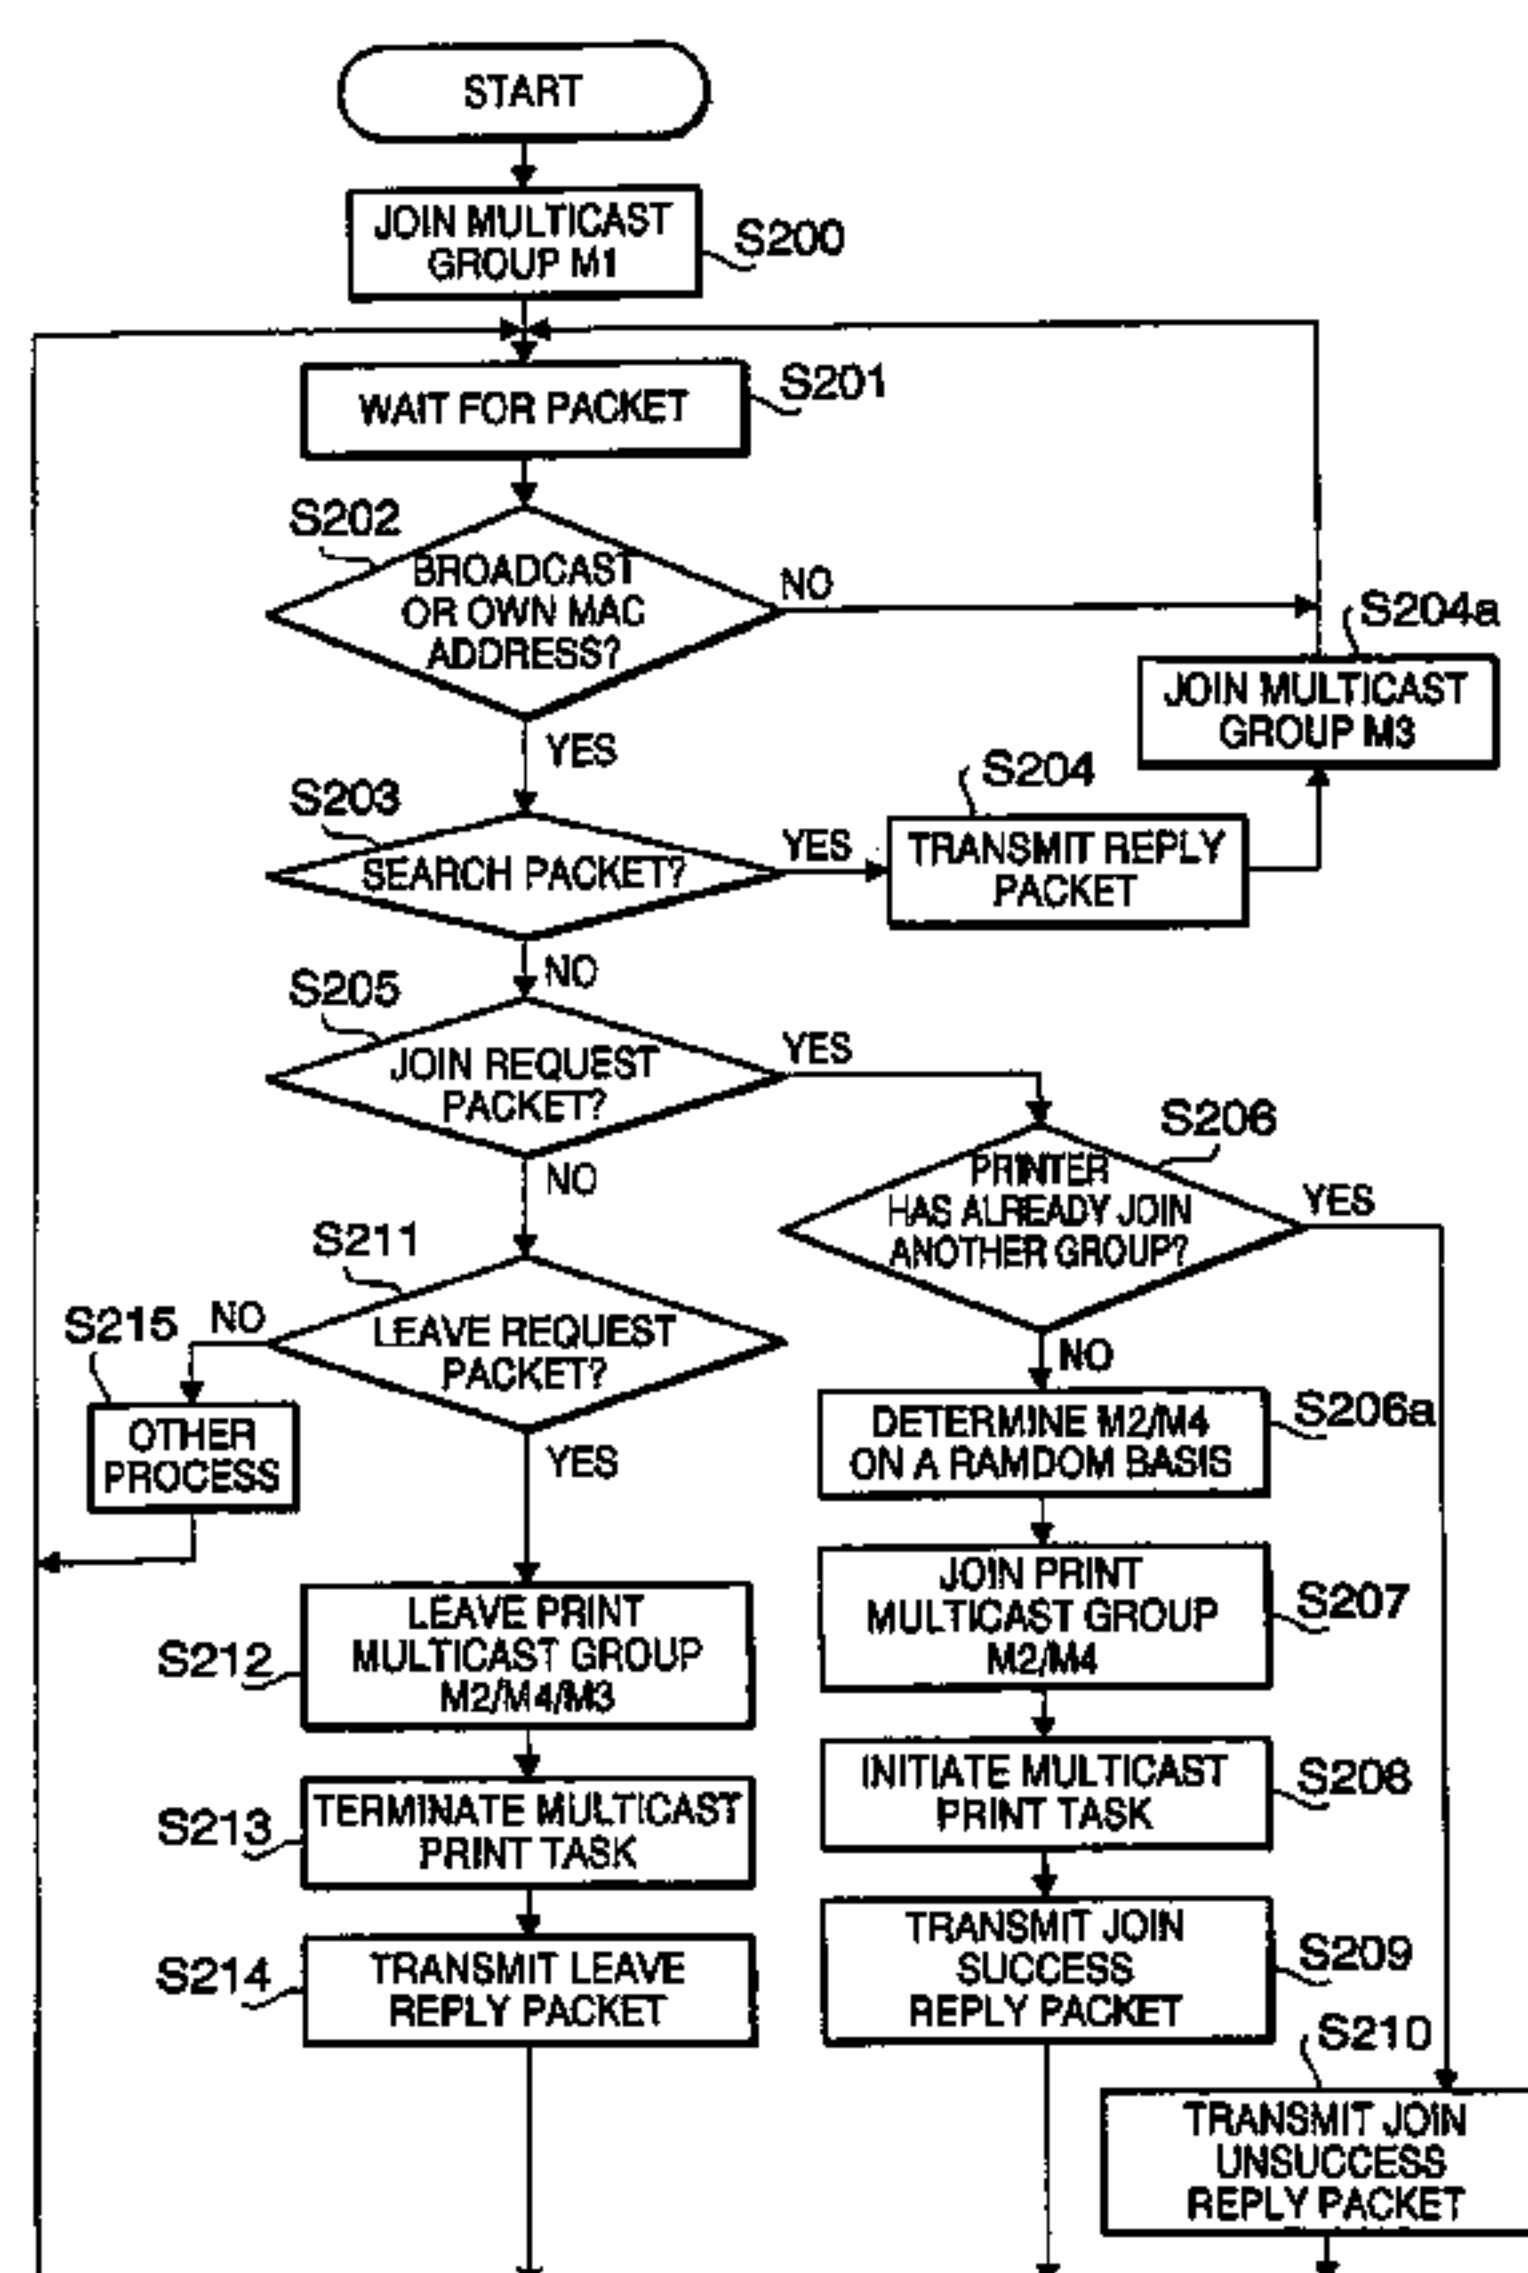 START
JOIN MULTICAST
GROUP M1
S200
WAIT FOR PACKET
S201
S202
BROADCAST
OR OWN MAC
ADDRESS?
NO
YES
S204a
JOIN MULTICAST
GROUP M3
S203
SEARCH PACKET?
YES
NO
S204
TRANSMIT REPLY
PACKET
S205
JOIN REQUEST
PACKET?
YES
NO
S206
PRINTER
HAS ALREADY JOIN
ANOTHER GROUP?
YES
NO
S211
LEAVE REQUEST
PACKET?
NO
YES
S215
OTHER
PROCESS
DETERMINE M2/M4
ON A RAMDOM BASIS
S206a
JOIN PRINT
MULTICAST GROUP
M2/M4
S207
S212
LEAVE PRINT
MULTICAST GROUP
M2/M4/M3
INITIATE MULTICAST
PRINT TASK
S208
S213
TERMINATE MULTICAST
PRINT TASK
TRANSMIT JOIN
SUCCESS
REPLY PACKET
S209
S214
TRANSMIT LEAVE
REPLY PACKET
S210
TRANSMIT JOIN
UNSUCCESS
REPLY PACKET